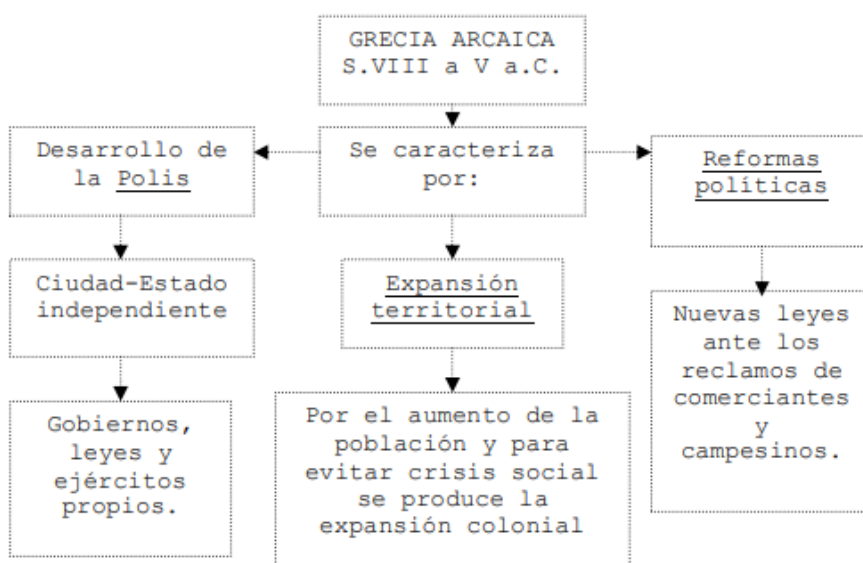 GRECIA ARCAICA
S.VIII a V a.C.
Se caracteriza
por:
Desarrollo de
la Polis
Ciudad-Estado
independiente
Gobiernos,
leyes y
ejércitos
propios.
Expansión
territorial
Por el aumento de la
población y para
evitar crisis social
se produce la
expansión colonial
Reformas
políticas
Nuevas leyes
ante los
reclamos de
comerciantes
y
campesinos.